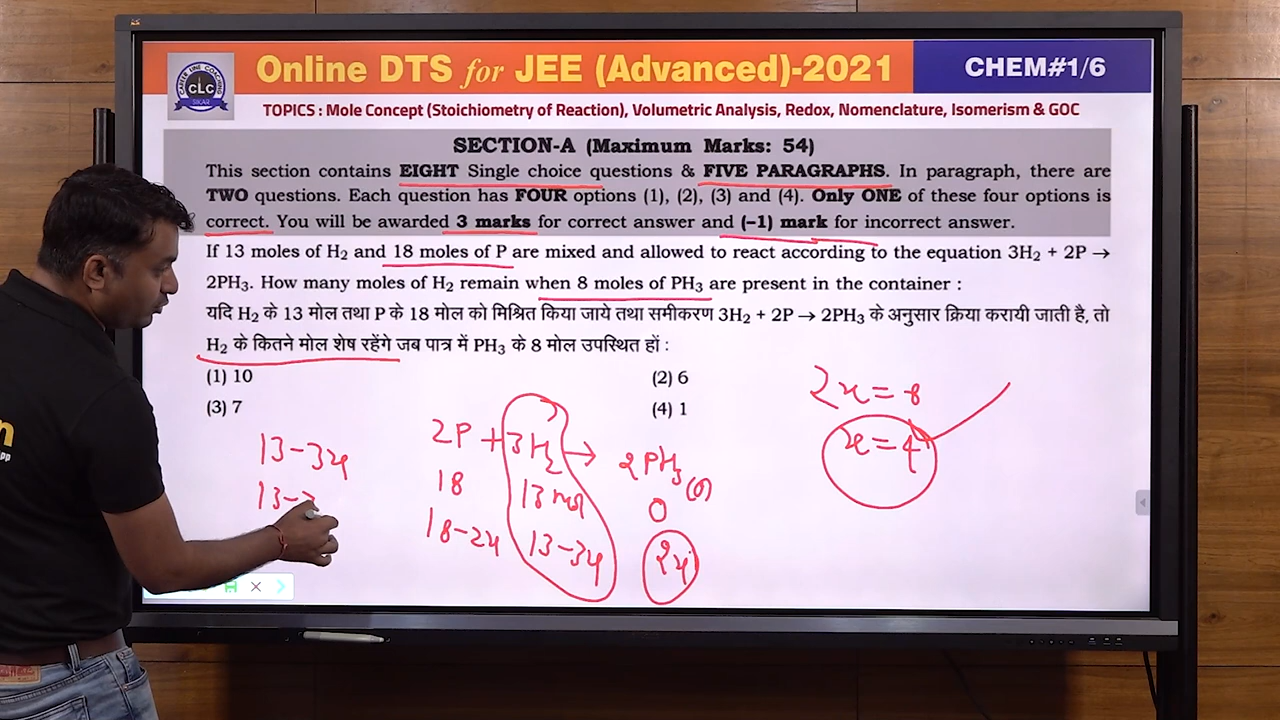 Online DTS for JEE (Advanced)-2021
CHEM#1/6
CAREER LINE COACHING
CLC
SIKAR
TOPICS : Mole Concept (Stoichiometry of Reaction), Volumetric Analysis, Redox, Nomenclature, Isomerism & GOC
SECTION-A (Maximum Marks: 54)
This section contains EIGHT Single choice questions & FIVE PARAGRAPHS. In paragraph, there are
TWO questions. Each question has FOUR options (1), (2), (3) and (4). Only ONE of these four options is
correct. You will be awarded 3 marks for correct answer and (−1) mark for incorrect answer.
If 13 moles of H₂ and 18 moles of P are mixed and allowed to react according to the equation 3H₂ + 2P →
2PH₃. How many moles of H₂ remain when 8 moles of PH₃ are present in the container :
यदि H₂ के 13 मोल तथा P के 18 मोल को मिश्रित किया जाये तथा समीकरण 3H₂ + 2P → 2PH₃ के अनुसार क्रिया करायी जाती है, तो
H₂ के कितने मोल शेष रहेंगे जब पात्र में PH₃ के 8 मोल उपस्थित हों :
(1) 10
(2) 6
(3) 7
(4) 1
2x = 8
x = 4
2P + 3H₂ → 2PH₃(g)
18 13 mol 0
18-2x 13-3x 2x
13-3x
13-3
n
pp